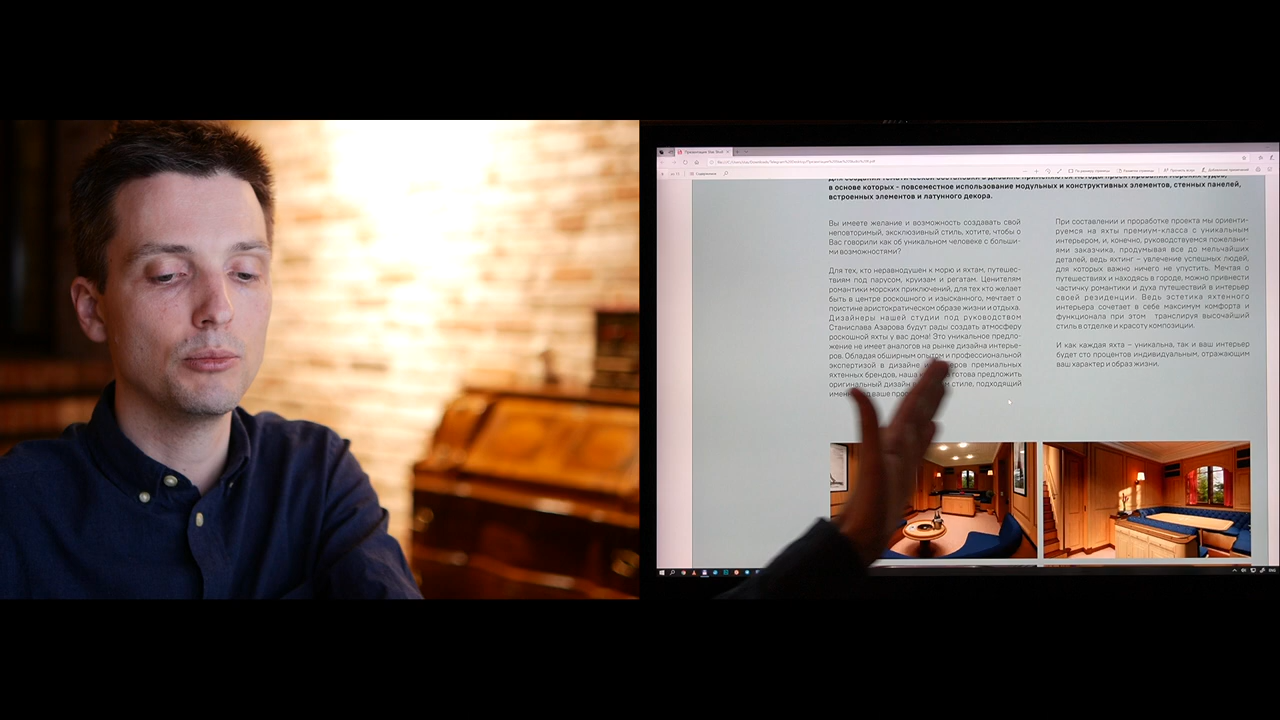 в основе которых - повсеместное использование модульных и конструктивных элементов, стенных панелей,
встроенных элементов и латунного декора.
Вы имеете желание и возможность создавать свой
неповторимый, эксклюзивный стиль, хотите, чтобы о
Вас говорили как об уникальном человеке с больши-
ми возможностями?
Для тех, кто неравнодушен к морю и яхтам, путешес-
твиям под парусом, круизам и регатам. Ценителям
романтики морских приключений, для тех кто желает
быть в центре роскошного и изысканного, мечтает о
поистине аристократическом образе жизни и отдыха.
Дизайнеры нашей студии под руководством
Станислава Азарова будут рады создать атмосферу
роскошной яхты у вас дома! Это уникальное предло-
жение не имеет аналогов на рынке дизайна интерье-
ров. Обладая обширным опытом и профессиональной
экспертизой в дизайне премиальных
яхтенных брендов, наша готова предложить
оригинальный дизайн стиле, подходящий
ваше
При составлении и проработке проекта мы ориенти-
руемся на яхты премиум-класса с уникальным
интерьером, и, конечно, руководствуемся пожелани-
ями заказчика, продумывая все до мельчайших
деталей, ведь яхтинг – увлечение успешных людей,
для которых важно ничего не упустить. Мечтая о
путешествиях и находясь в городе, можно привнести
частичку романтики и духа путешествий в интерьер
своей резиденции. Ведь эстетика яхтенного
интерьера сочетает в себе максимум комфорта и
функционала при этом транслируя высочайший
стиль в отделке и красоту композиции.
И как каждая яхта – уникальна, так и ваш интерьер
будет сто процентов индивидуальным, отражающим
ваш характер и образ жизни.